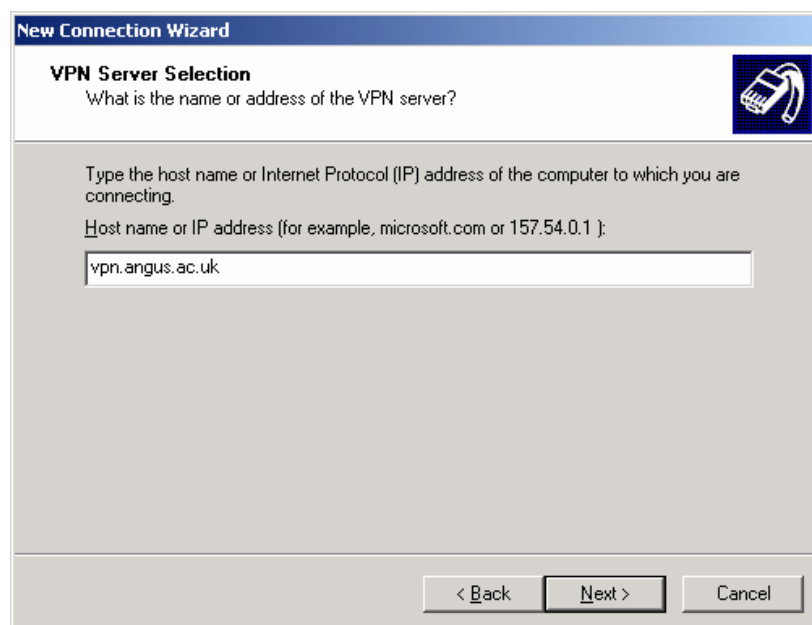 New Connection Wizard
VPN Server Selection
What is the name or address of the VPN server?
Type the host name or Internet Protocol (IP) address of the computer to which you are
connecting.
Host name or IP address (for example, microsoft.com or 157.54.0.1 ):
vpn.angus.ac.uk
< Back Next > Cancel